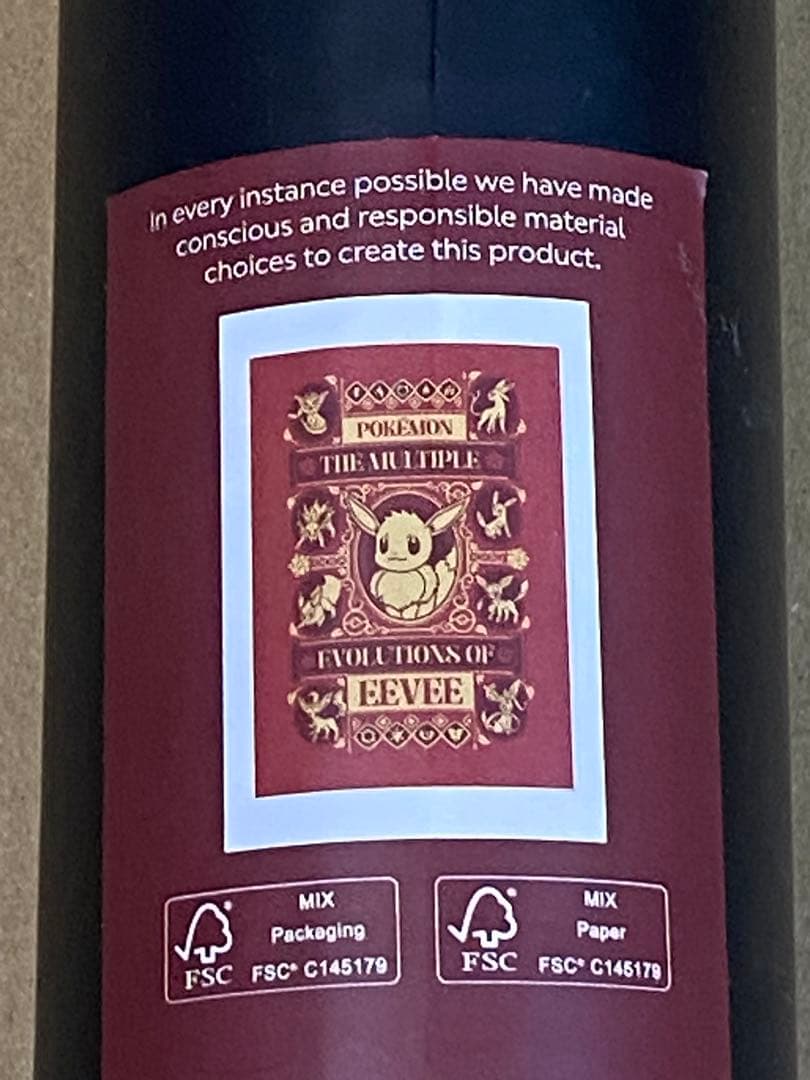 In every instance possible we have made
conscious and responsible material
choices to create this product.
POKÉMON
THE MULTIPLE
EVOLUTIONS OF
EEVEE
MIX
Packaging
FSC® C145179
FSC
MIX
Paper
FSC® C145179
FSC